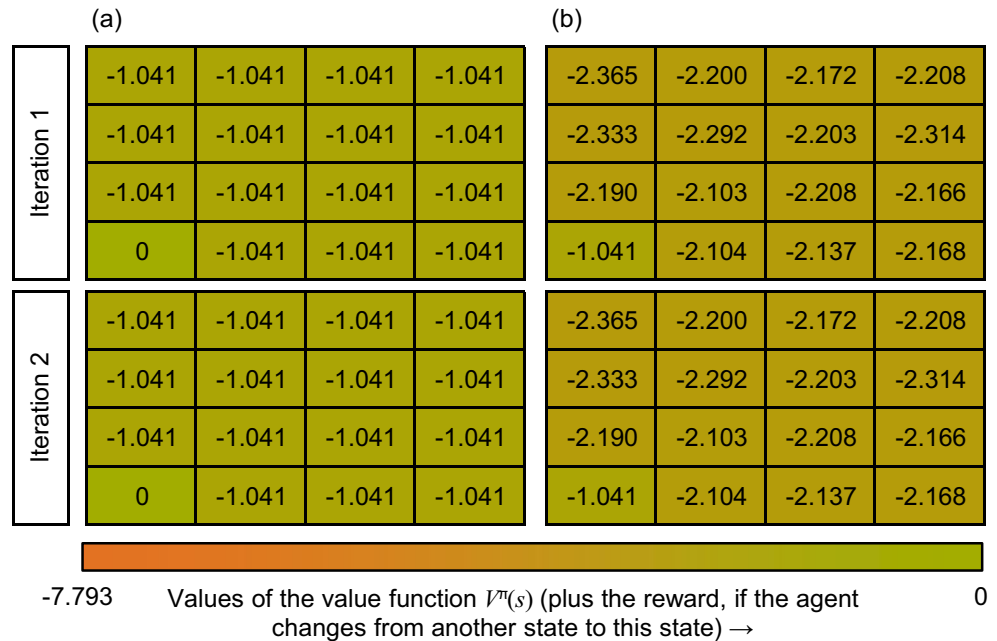 (a) (b)
Iteration 1
-1.041 -1.041 -1.041 -1.041 -2.365 -2.200 -2.172 -2.208
-1.041 -1.041 -1.041 -1.041 -2.333 -2.292 -2.203 -2.314
-1.041 -1.041 -1.041 -1.041 -2.190 -2.103 -2.208 -2.166
0 -1.041 -1.041 -1.041 -1.041 -2.104 -2.137 -2.168
Iteration 2
-1.041 -1.041 -1.041 -1.041 -2.365 -2.200 -2.172 -2.208
-1.041 -1.041 -1.041 -1.041 -2.333 -2.292 -2.203 -2.314
-1.041 -1.041 -1.041 -1.041 -2.190 -2.103 -2.208 -2.166
0 -1.041 -1.041 -1.041 -1.041 -2.104 -2.137 -2.168
-7.793 Values of the value function Vπ(s) (plus the reward, if the agent 0
changes from another state to this state) →